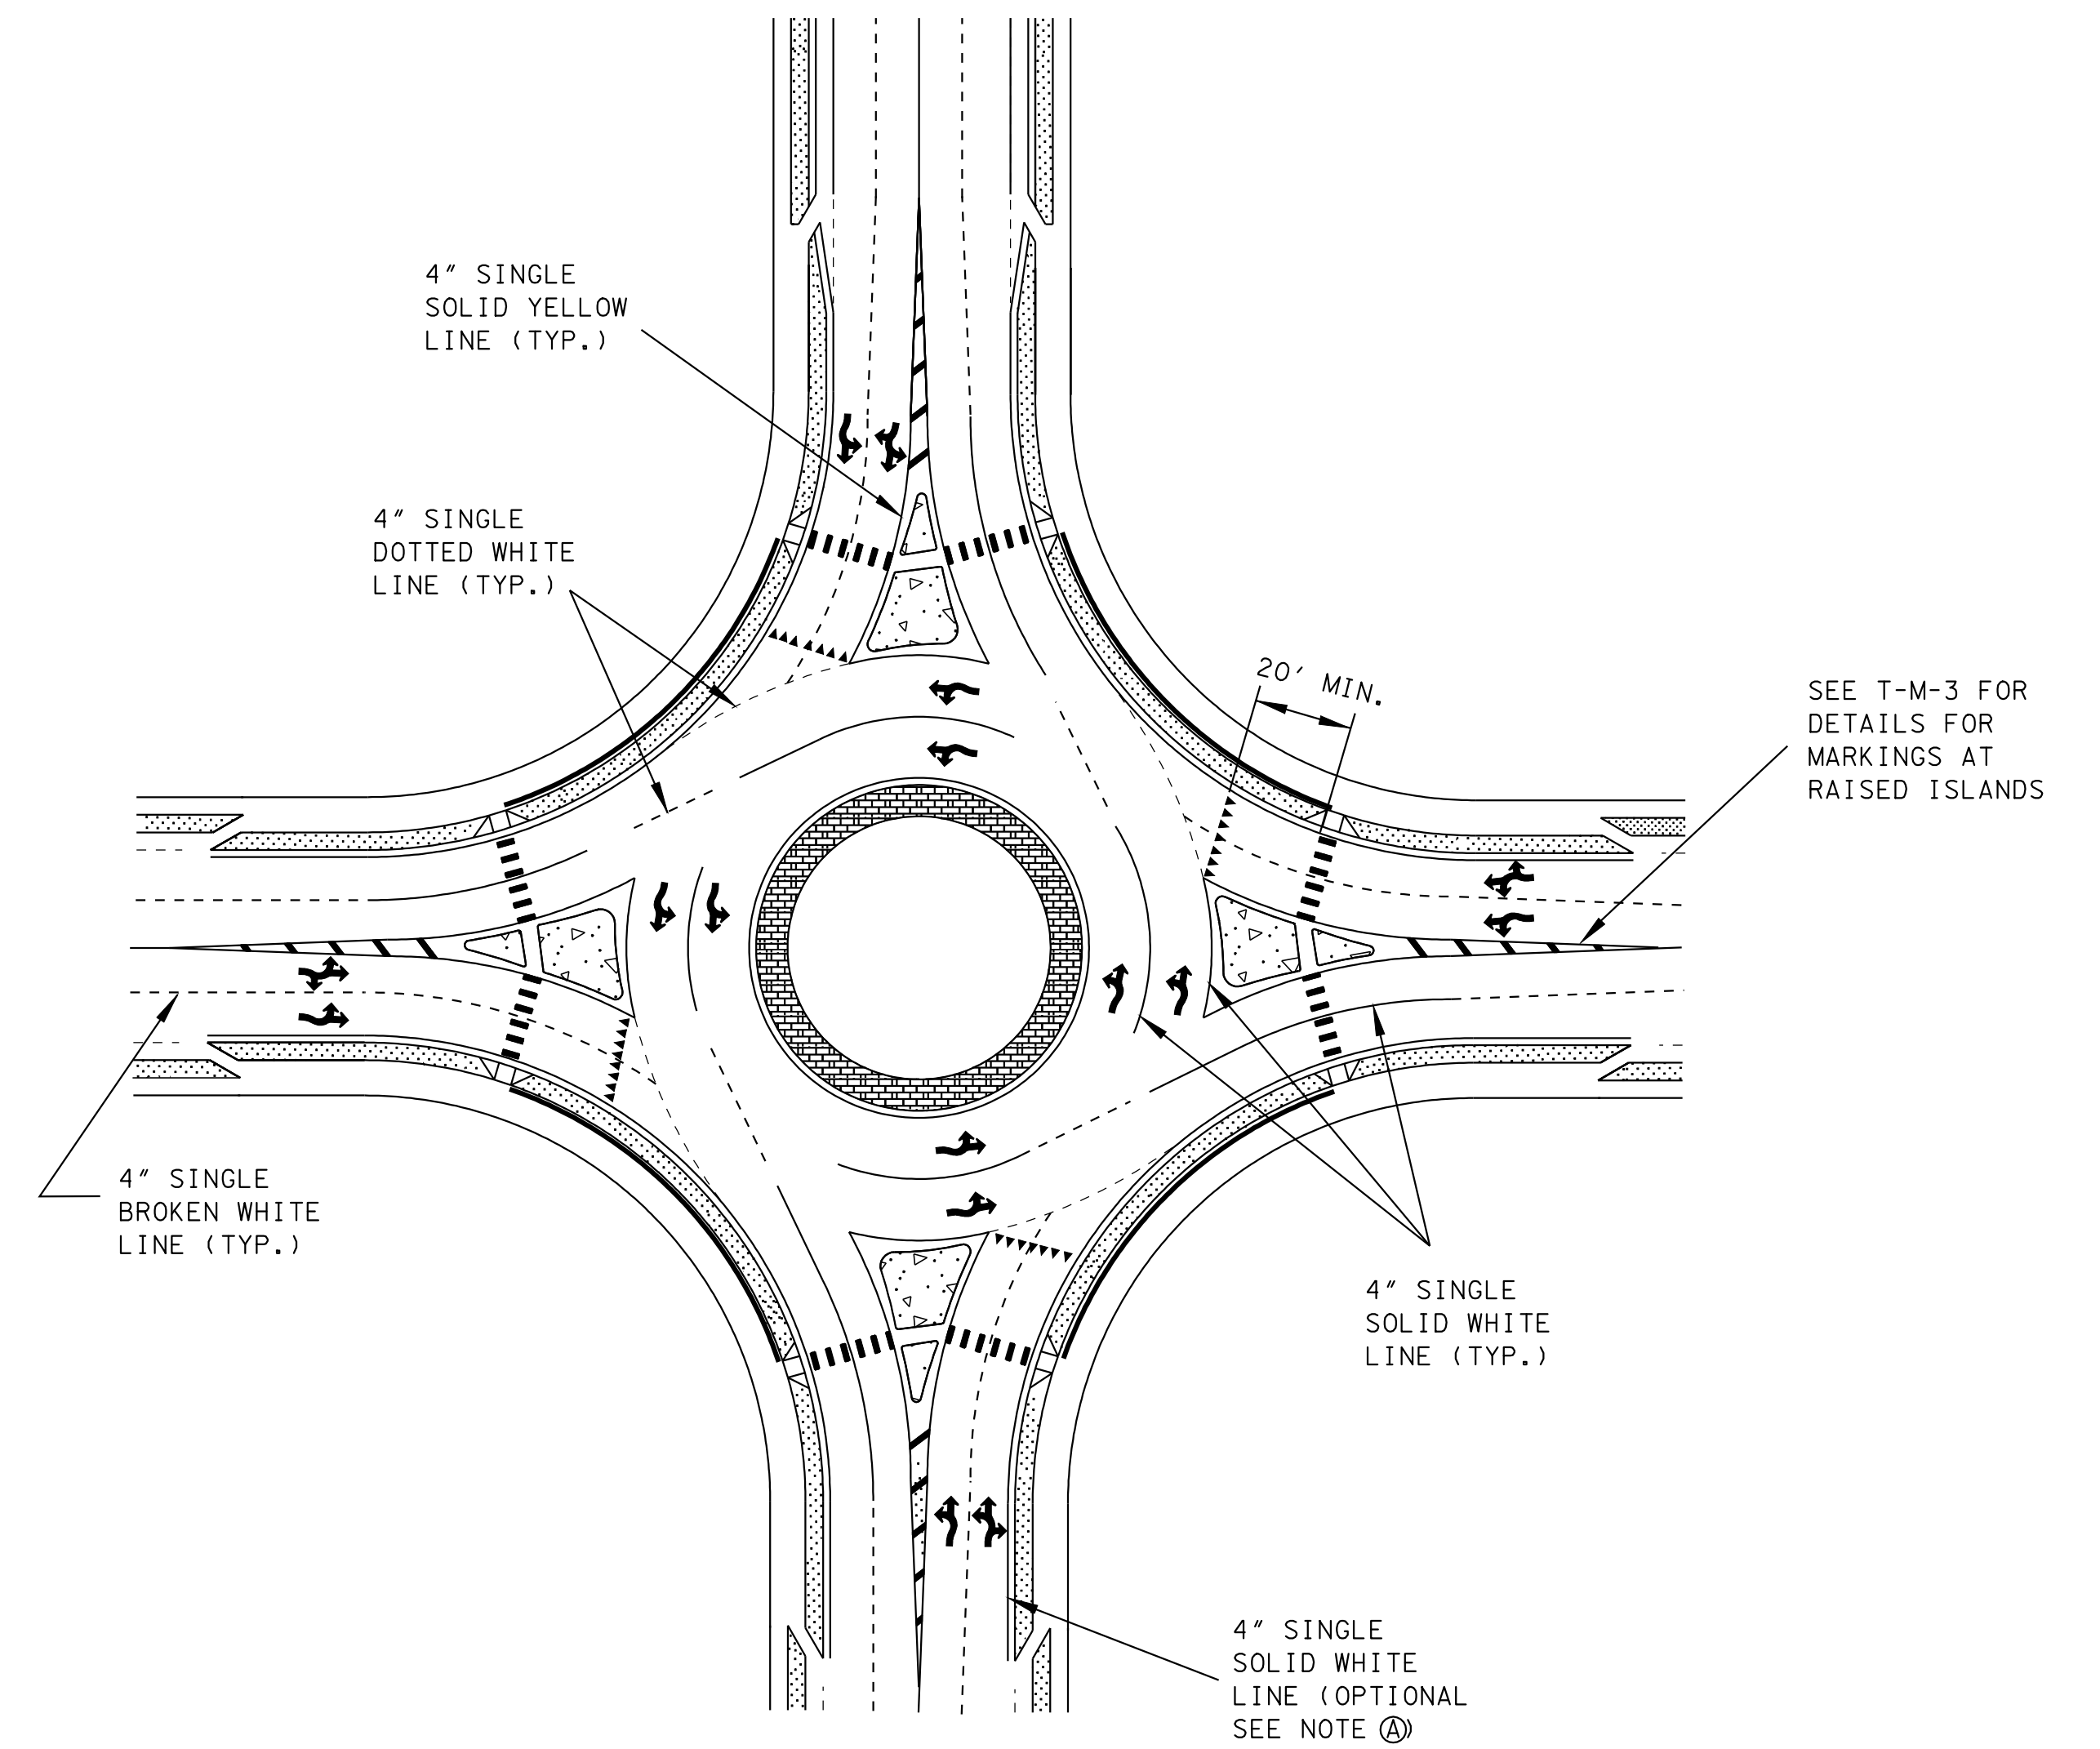 4" SINGLE
SOLID YELLOW
LINE (TYP.)
4" SINGLE
DOTTED WHITE
LINE (TYP.)
20' MIN.
SEE T-M-3 FOR
DETAILS FOR
MARKINGS AT
RAISED ISLANDS
4" SINGLE
BROKEN WHITE
LINE (TYP.)
4" SINGLE
SOLID WHITE
LINE (TYP.)
4" SINGLE
SOLID WHITE
LINE (OPTIONAL
SEE NOTE Ⓐ)